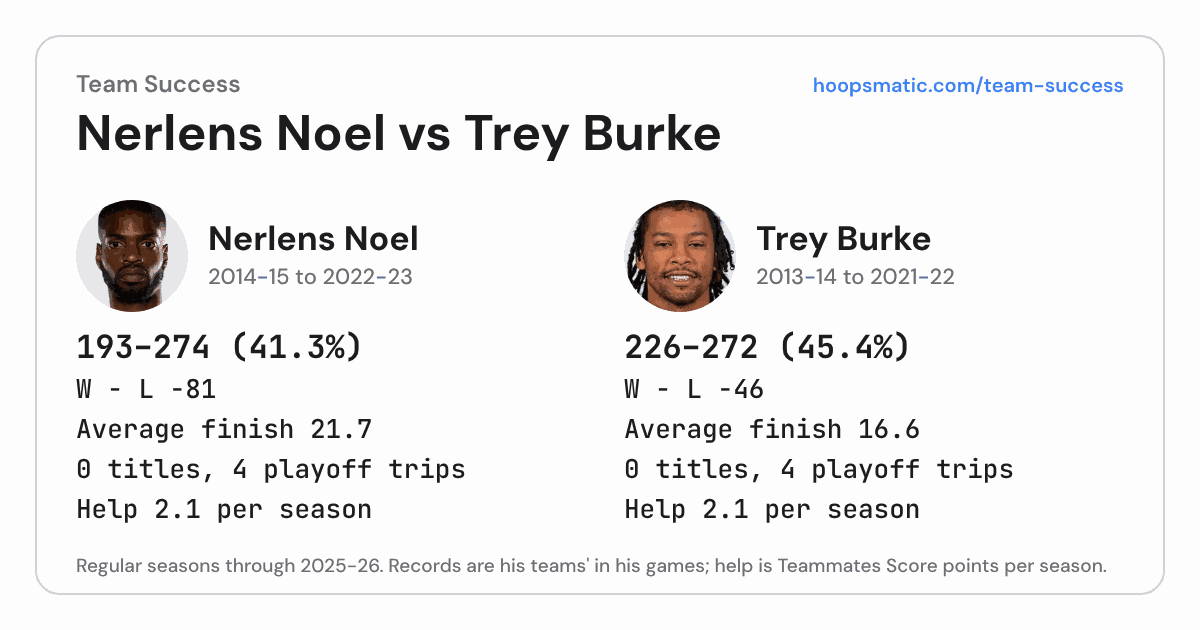 Team Success
hoopsmatic.com/team-success
Nerlens Noel vs Trey Burke
Nerlens Noel
2014-15 to 2022-23
193-274 (41.3%)
W - L -81
Average finish 21.7
0 titles, 4 playoff trips
Help 2.1 per season
Trey Burke
2013-14 to 2021-22
226-272 (45.4%)
W - L -46
Average finish 16.6
0 titles, 4 playoff trips
Help 2.1 per season
Regular seasons through 2025-26. Records are his teams' in his games; help is Teammates Score points per season.